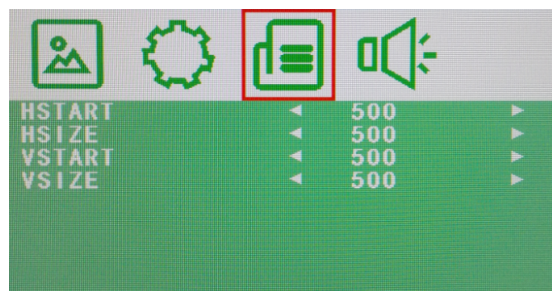 HSTART ◄ 500 ►
HSIZE ◄ 500 ►
VSTART ◄ 500 ►
VSIZE ◄ 500 ►